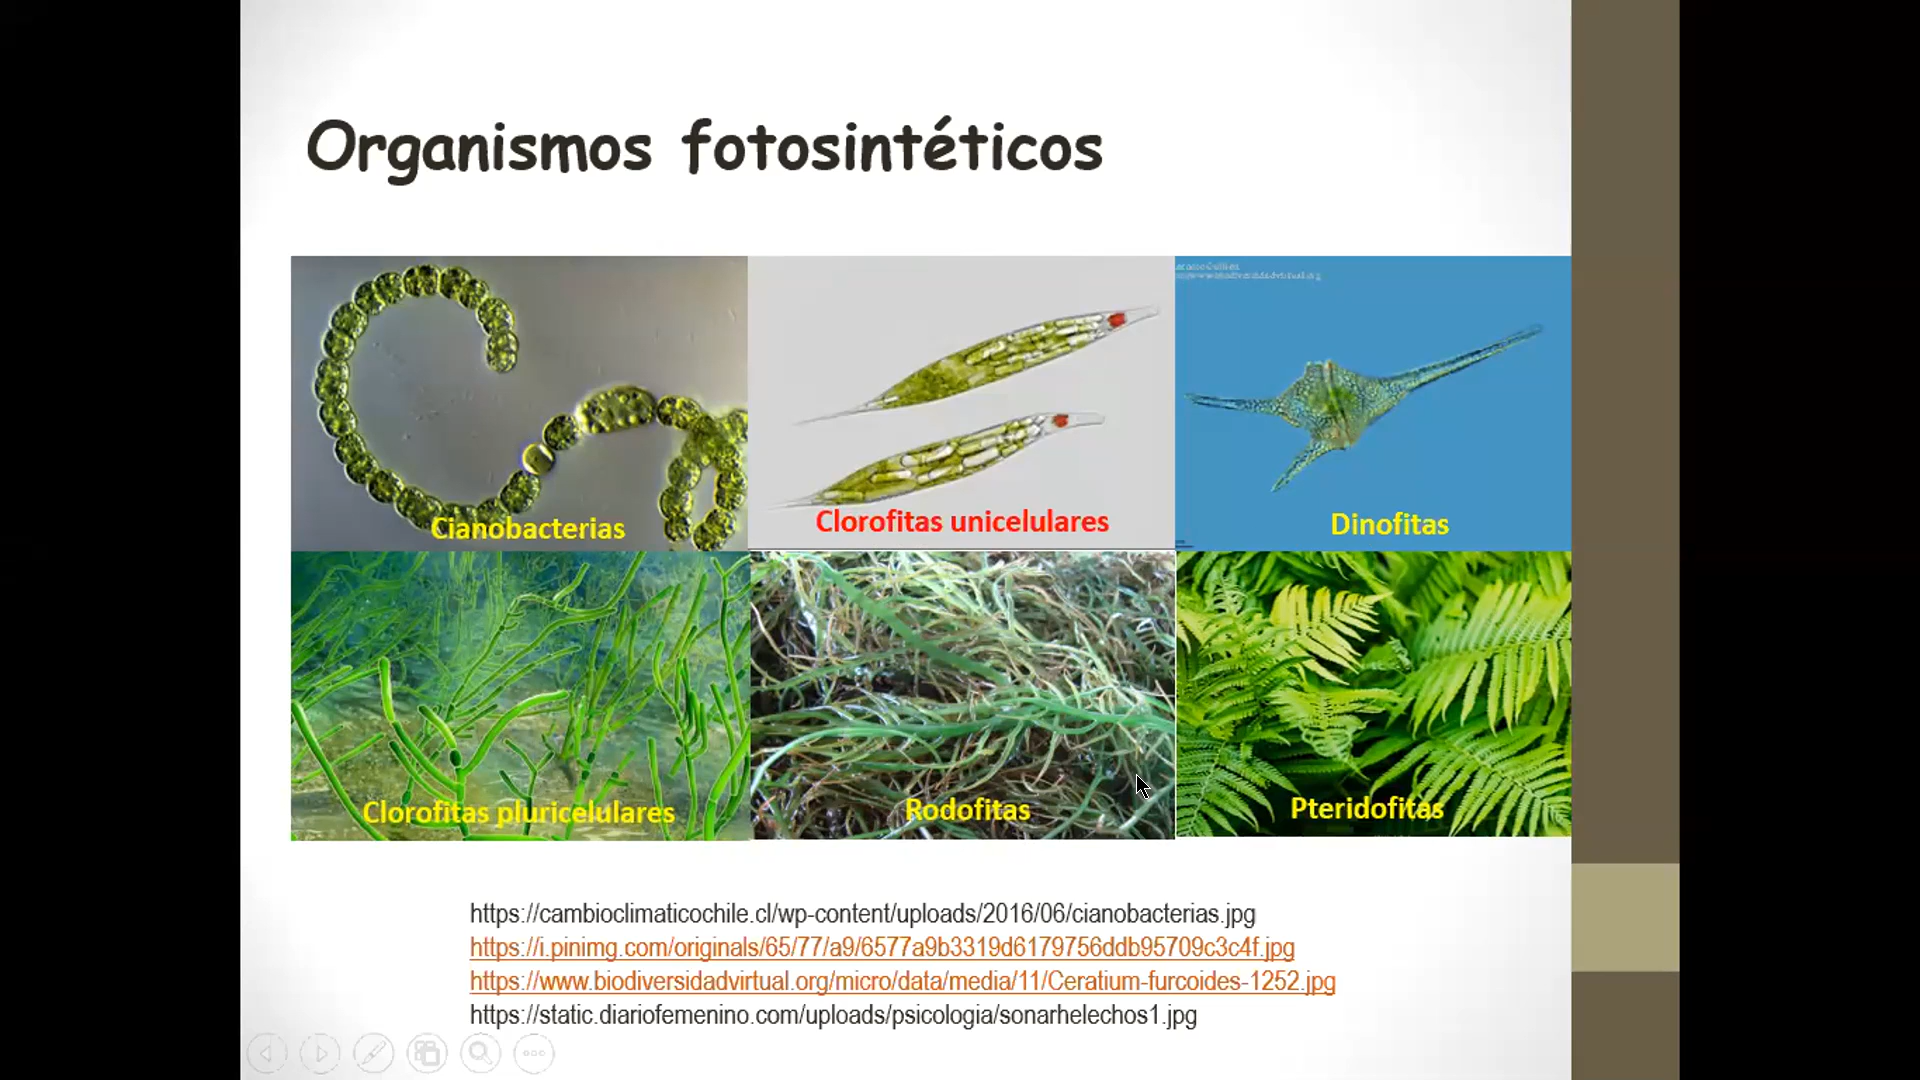 Organismos fotosintéticos
Cianobacterias
Clorofitas unicelulares
Dinofitas
Clorofitas pluricelulares
Rodofitas
Pteridofitas
https://cambioclimaticochile.cl/wp-content/uploads/2016/06/cianobacterias.jpg
https://i.pinimg.com/originals/65/77/a9/6577a9b3319d6179756ddb95709c3c4f.jpg
https://www.biodiversidadvirtual.org/micro/data/media/11/Ceratium-furcoides-1252.jpg
https://static.diariofemenino.com/uploads/psicologia/sonarhelechos1.jpg